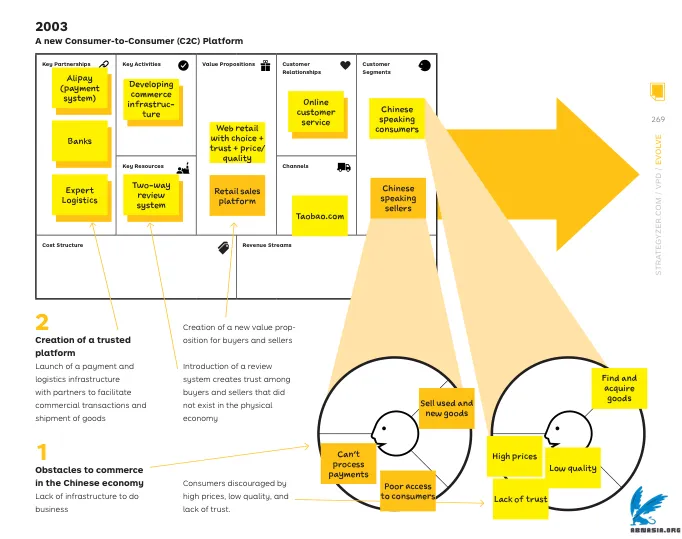 2003
A new Consumer-to-Consumer (C2C) Platform
Key Partnerships
Alipay
(payment
system)
Banks
Expert
Logistics
Key Activities
Developing
commerce
infrastruc-
ture
Key Resources
Two-way
review
system
Value Propositions
Web retail
with choice +
trust + price/
quality
Retail sales
platform
Customer
Relationships
Online
customer
service
Channels
Taobao.com
Customer
Segments
Chinese
speaking
consumers
Chinese
speaking
sellers
Cost Structure
Revenue Streams
269
STRATEGYZER.COM / VPD / EVOLVE
2
Creation of a trusted
platform
Launch of a payment and
logistics infrastructure
with partners to facilitate
commercial transactions and
shipment of goods
Creation of a new value prop-
osition for buyers and sellers
Introduction of a review
system creates trust among
buyers and sellers that did
not exist in the physical
economy
1
Obstacles to commerce
in the Chinese economy
Lack of infrastructure to do
business
Consumers discouraged by
high prices, low quality, and
lack of trust.
Sell used and
new goods
Can't
process
payments
Poor access
to consumers
Find and
acquire
goods
High prices
Low quality
Lack of trust
ARMASIA.ORG